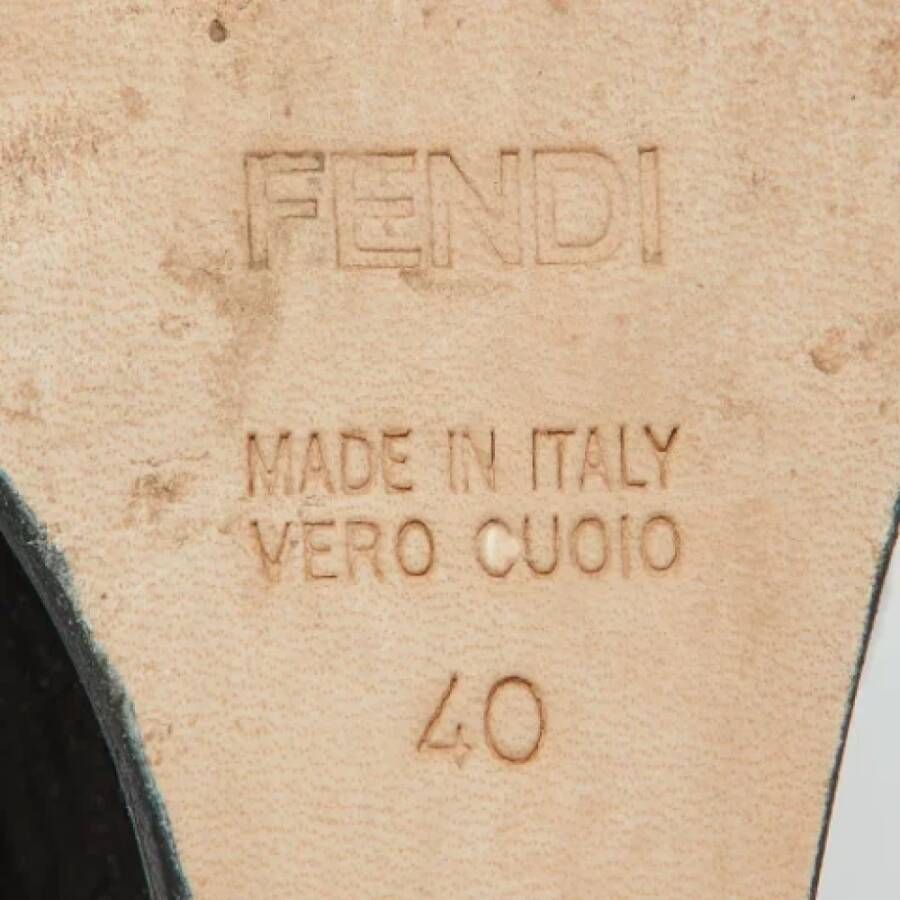 FENDI
MADE IN ITALY
VERO CUOIO
40